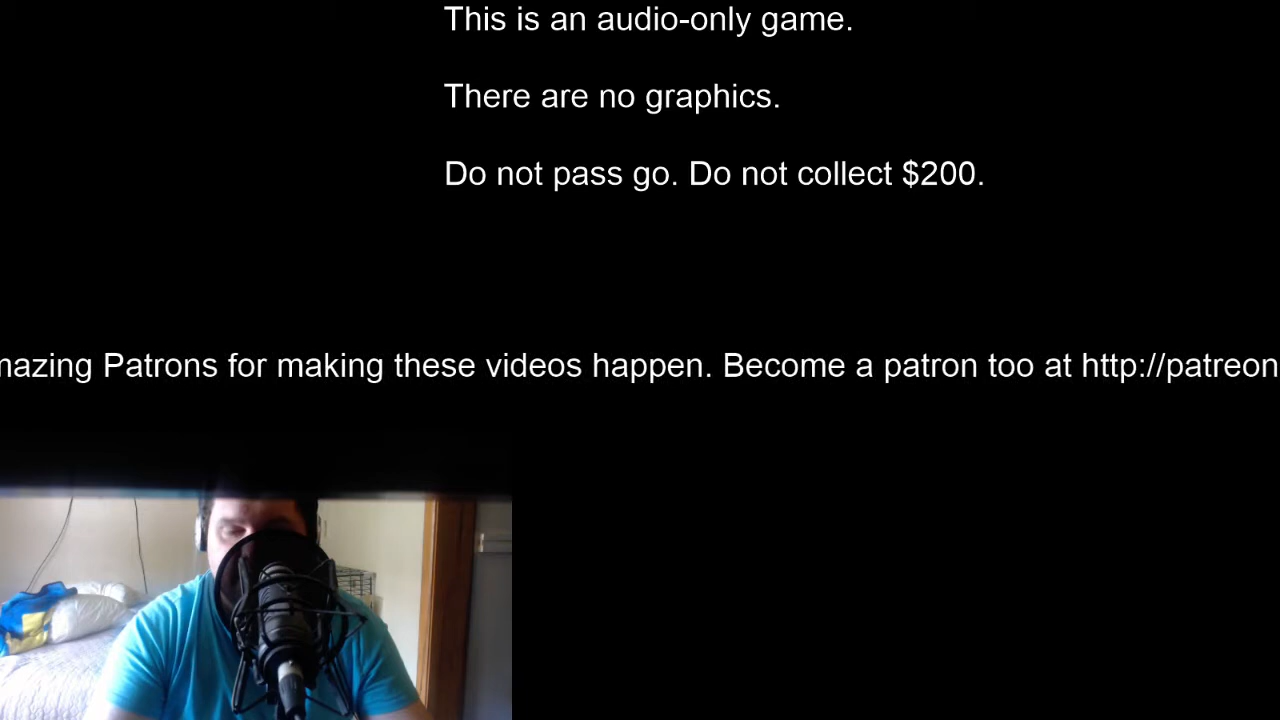 This is an audio-only game.
There are no graphics.
Do not pass go. Do not collect $200.
mazing Patrons for making these videos happen. Become a patron too at http://patreon